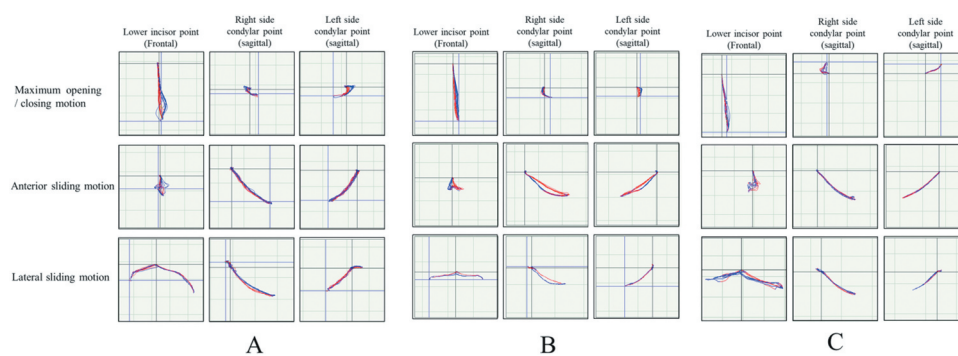 Lower incisor point
(Frontal)
Right side
condylar point
(sagittal)
Left side
condylar point
(sagittal)
Lower incisor point
(Frontal)
Right side
condylar point
(sagittal)
Left side
condylar point
(sagittal)
Lower incisor point
(Frontal)
Right side
condylar point
(sagittal)
Left side
condylar point
(sagittal)
Maximum opening
/ closing motion
Anterior sliding motion
Lateral sliding motion
A
B
C